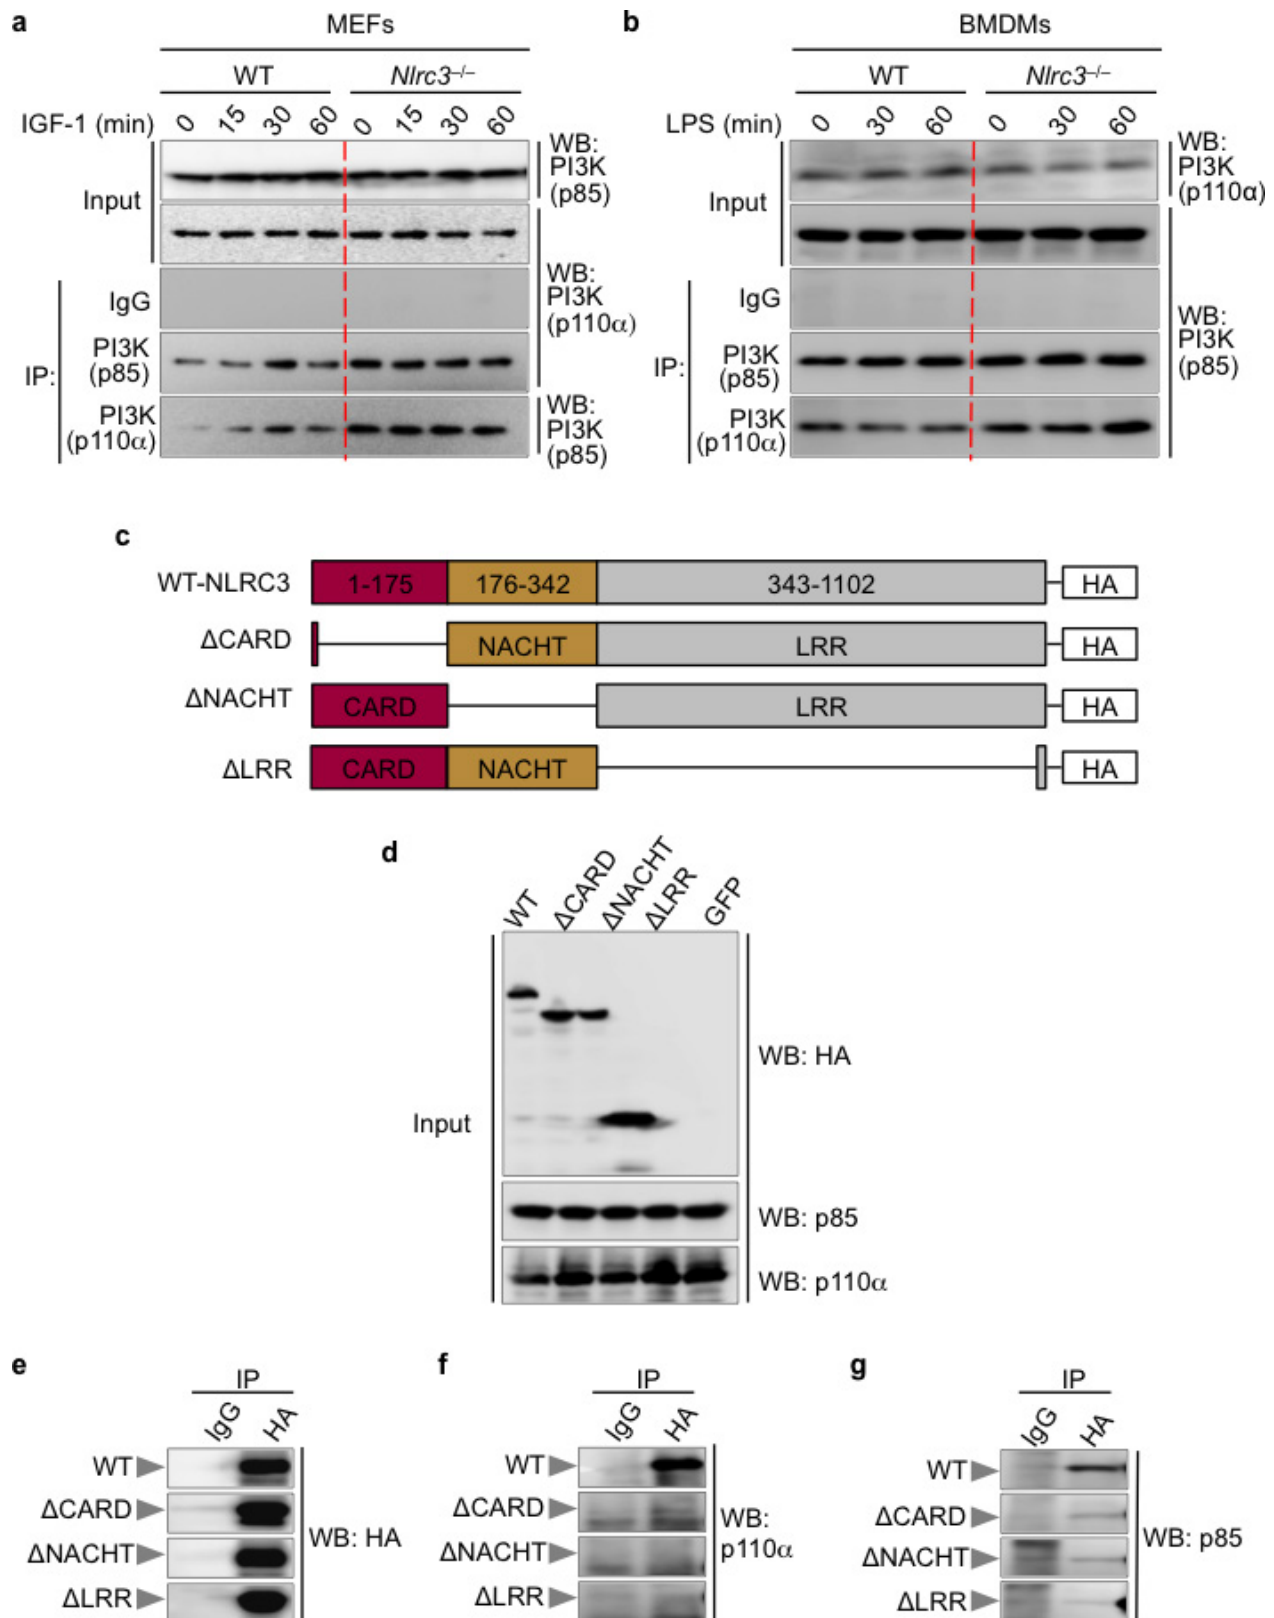 a
MEFs
WT
Nlrc3–/–
IGF-1 (min)
0 15 30 60 0 15 30 60
Input
WB:
PI3K
(p85)
IP:
IgG
WB:
PI3K
(p110α)
PI3K
(p85)
PI3K
(p110α)
WB:
PI3K
(p85)
b
BMDMs
WT
Nlrc3–/–
LPS (min)
0 30 60 0 30 60
Input
WB:
PI3K
(p110α)
IP:
IgG
PI3K
(p85)
PI3K
(p110α)
WB:
PI3K
(p85)
c
WT-NLRC3 1-175 176-342 343-1102 HA
ΔCARD NACHT LRR HA
ΔNACHT CARD LRR HA
ΔLRR CARD NACHT HA
d
WT ΔCARD ΔNACHT ΔLRR GFP
Input
WB: HA
WB: p85
WB: p110α
e
IP
IgG HA
WT
ΔCARD
ΔNACHT
ΔLRR
WB: HA
f
IP
IgG HA
WT
ΔCARD
ΔNACHT
ΔLRR
WB:
p110α
g
IP
IgG HA
WT
ΔCARD
ΔNACHT
ΔLRR
WB: p85